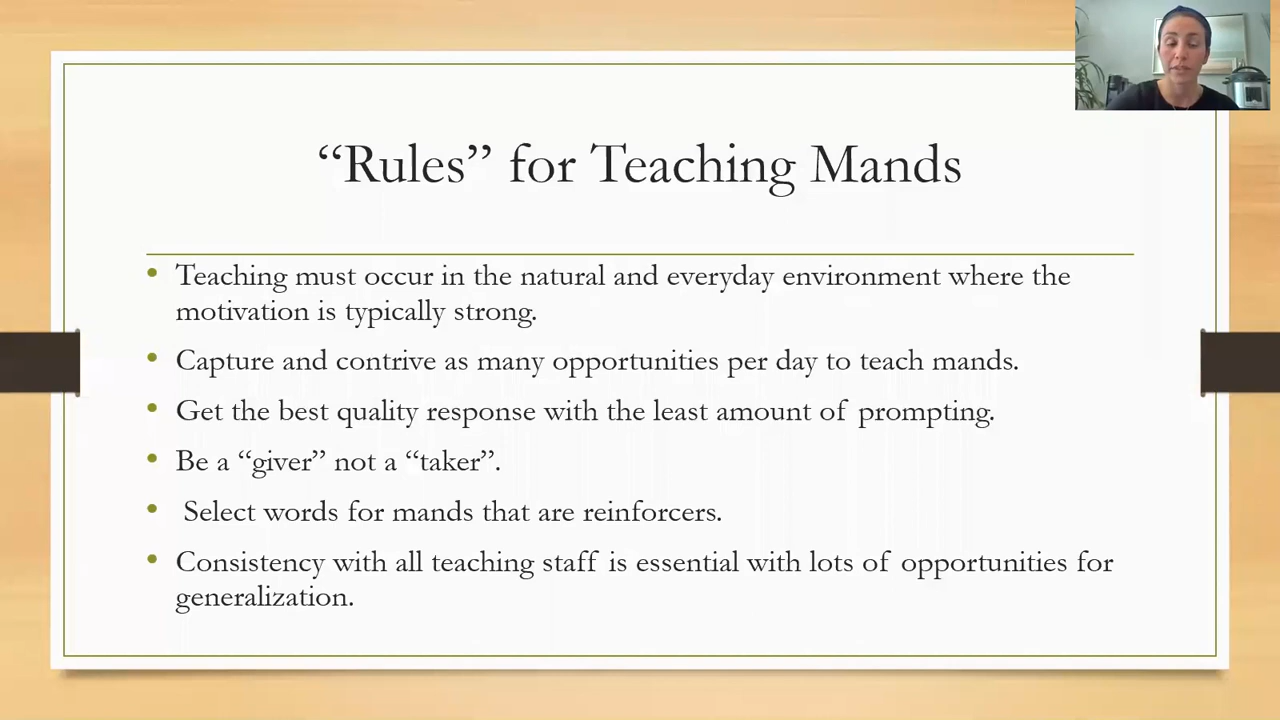 “Rules” for Teaching Mands
• Teaching must occur in the natural and everyday environment where the
motivation is typically strong.
• Capture and contrive as many opportunities per day to teach mands.
• Get the best quality response with the least amount of prompting.
• Be a “giver” not a “taker”.
• Select words for mands that are reinforcers.
• Consistency with all teaching staff is essential with lots of opportunities for
generalization.